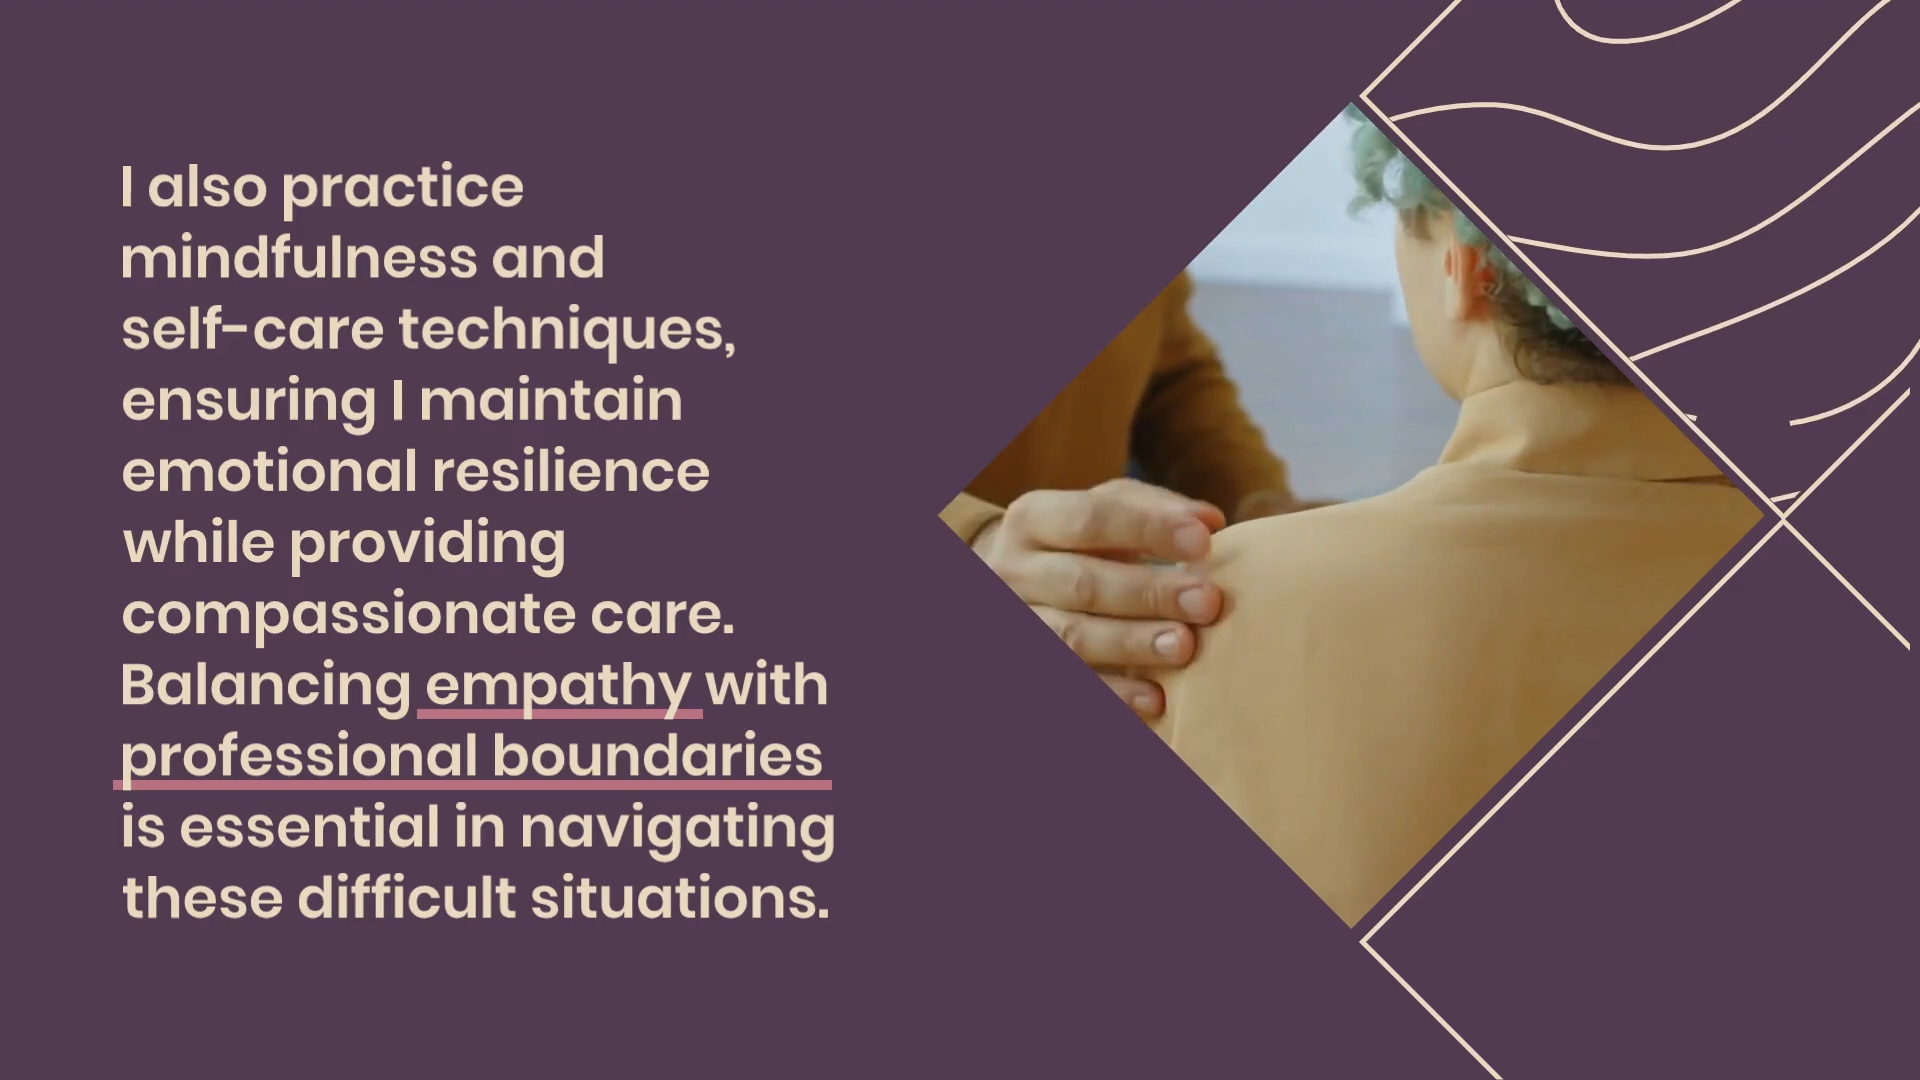 I also practice
mindfulness and
self-care techniques,
ensuring I maintain
emotional resilience
while providing
compassionate care.
Balancing empathy with
professional boundaries
is essential in navigating
these difficult situations.